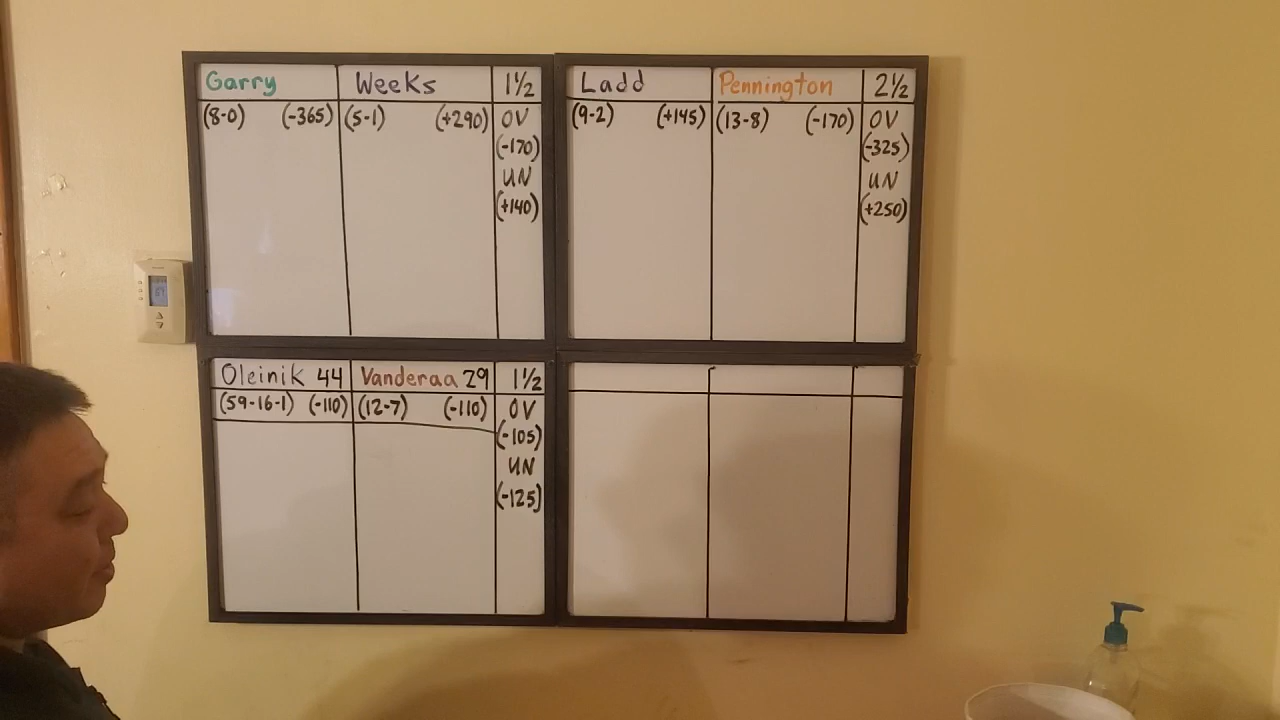 Garry Weeks 1½
(8-0) (-365) (5-1) (+290) OV
(-170)
UN
(+140)
Ladd Pennington 2½
(9-2) (+145) (13-8) (-170) OV
(-325)
UN
(+250)
Oleinik 44 Vanderaa 29 1½
(59-16-1) (-110) (12-7) (-110) OV
(-105)
UN
(-125]